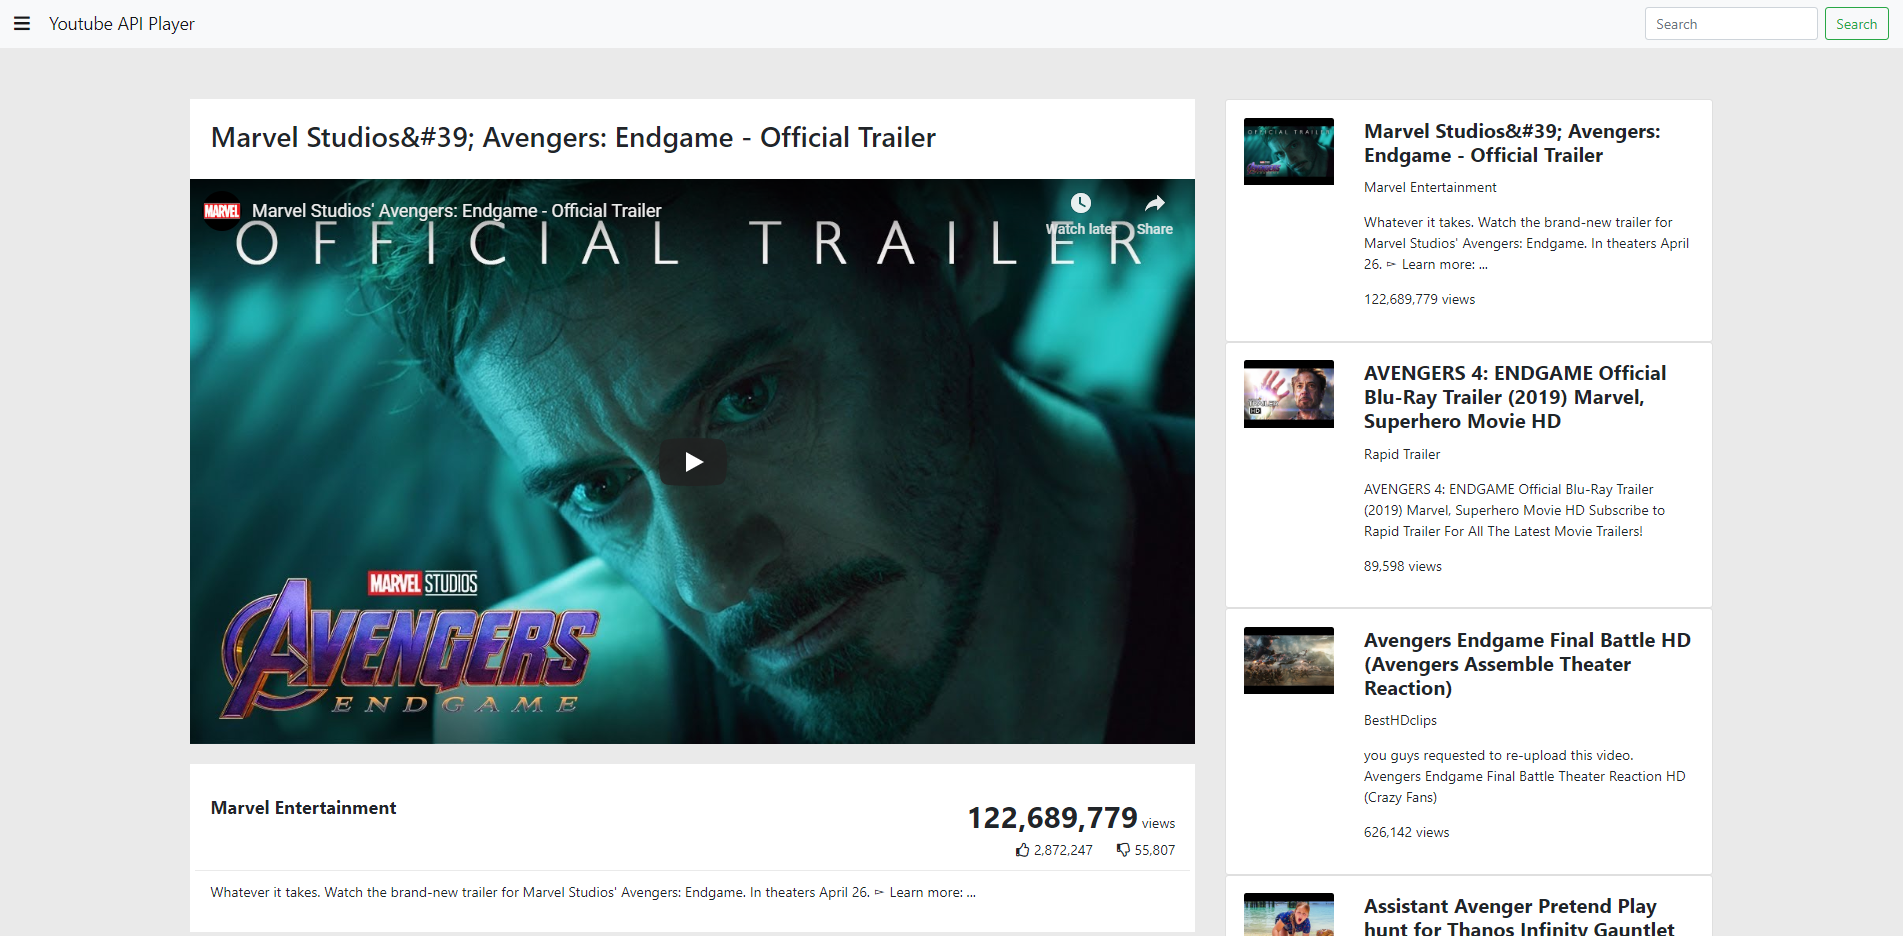 Youtube API Player
Search
Search
Marvel Studios&#39; Avengers: Endgame - Official Trailer
MARVEL
Marvel Studios' Avengers: Endgame - Official Trailer
Watch later
Share
OFFICIAL TRAILER
MARVEL STUDIOS
AVENGERS
ENDGAME
Marvel Entertainment
122,689,779 views
2,872,247
55,807
Whatever it takes. Watch the brand-new trailer for Marvel Studios' Avengers: Endgame. In theaters April 26. ► Learn more: ...
OFFICIAL TRAILER
AVENGERS
Marvel Studios&#39; Avengers:
Endgame - Official Trailer
Marvel Entertainment
Whatever it takes. Watch the brand-new trailer for
Marvel Studios' Avengers: Endgame. In theaters April
26. ► Learn more: ...
122,689,779 views
TRAILER
HD
AVENGERS 4: ENDGAME Official
Blu-Ray Trailer (2019) Marvel,
Superhero Movie HD
Rapid Trailer
AVENGERS 4: ENDGAME Official Blu-Ray Trailer
(2019) Marvel, Superhero Movie HD Subscribe to
Rapid Trailer For All The Latest Movie Trailers!
89,598 views
Avengers Endgame Final Battle HD
(Avengers Assemble Theater
Reaction)
BestHDclips
you guys requested to re-upload this video.
Avengers Endgame Final Battle Theater Reaction HD
(Crazy Fans)
626,142 views
Assistant Avenger Pretend Play
hunt for Thanos Infinity Gauntlet